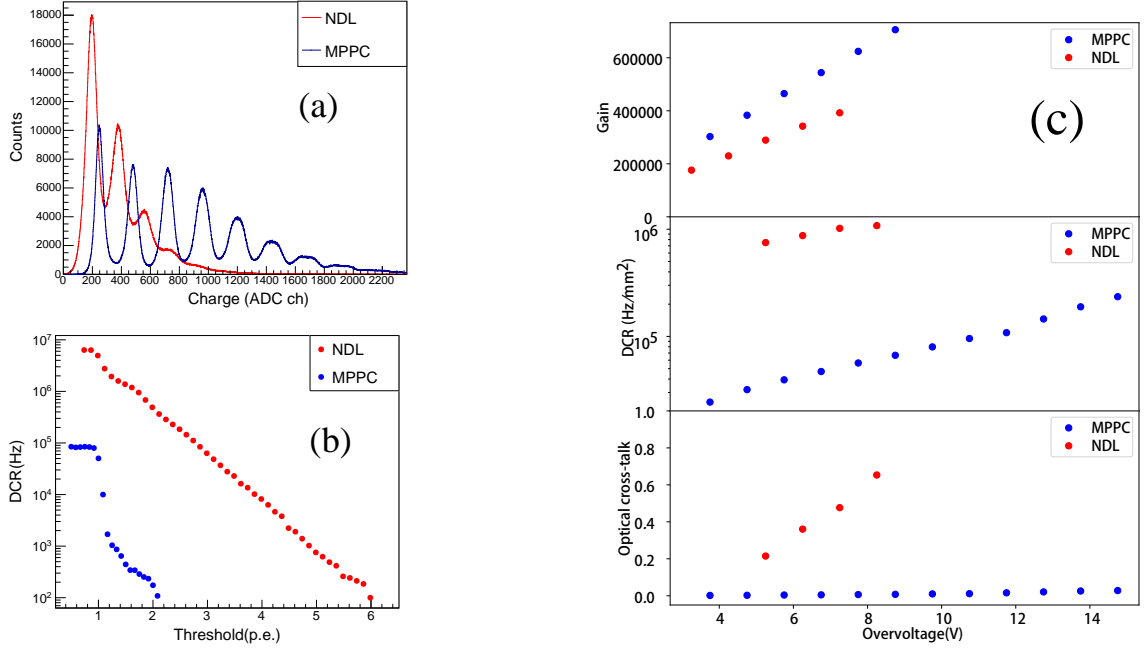 (a)
NDL
MPPC
Counts
18000
16000
14000
12000
10000
8000
6000
4000
2000
0
0 200 400 600 800 1000 1200 1400 1600 1800 2000 2200
Charge (ADC ch)
(b)
NDL
MPPC
DCR(Hz)
10^7
10^6
10^5
10^4
10^3
10^2
1 2 3 4 5 6
Threshold(p.e.)
(c)
MPPC
NDL
Gain
600000
400000
200000
0
MPPC
NDL
DCR (Hz/mm^2)
10^6
10^5
MPPC
NDL
Optical cross-talk
1.0
0.8
0.6
0.4
0.2
0.0
4 6 8 10 12 14
Overvoltage(V)